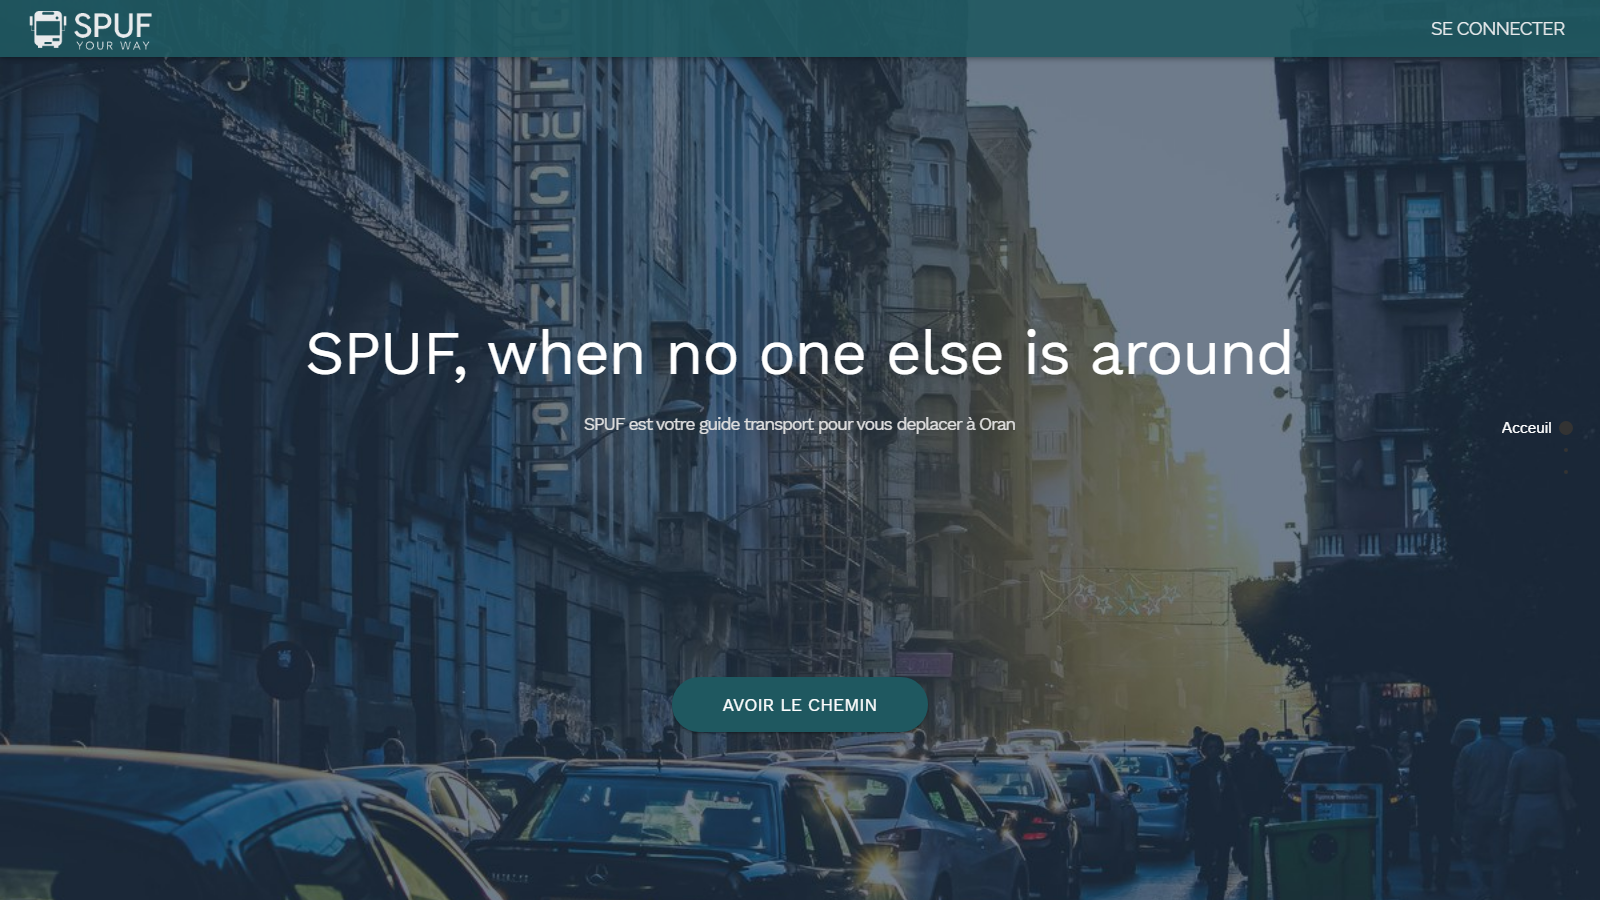 SPUF
YOUR WAY
SE CONNECTER
SPUF, when no one else is around
SPUF est votre guide transport pour vous deplacer à Oran
Acceuil
AVOIR LE CHEMIN